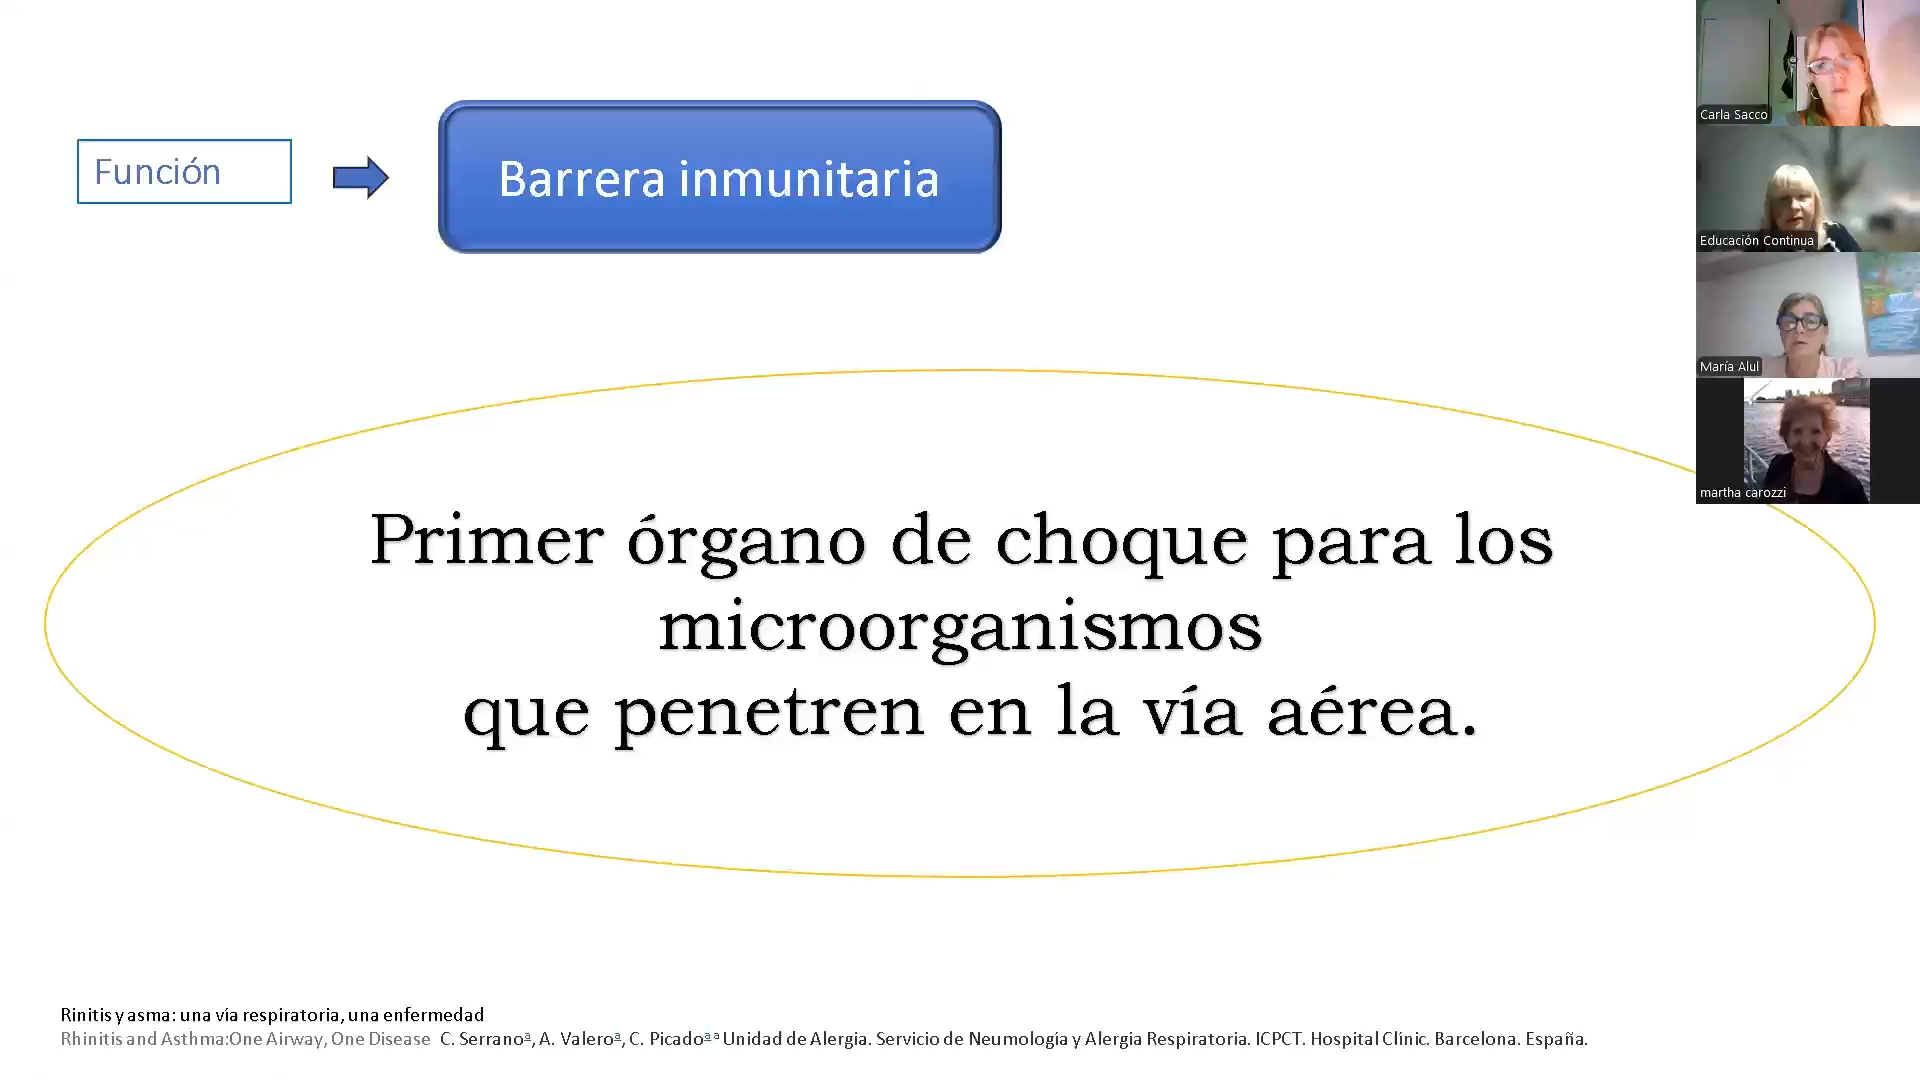 Función
Barrera inmunitaria
Primer órgano de choque para los
microorganismos
que penetren en la vía aérea.
Rinitis y asma: una vía respiratoria, una enfermedad
Rhinitis and Asthma:One Airway, One Disease C. Serranoª, A. Valeroª, C. Picadoª ª Unidad de Alergia. Servicio de Neumología y Alergia Respiratoria. ICPCT. Hospital Clínic. Barcelona. España.
Carla Sacco
Educación Continua
María Alul
martha carozzi